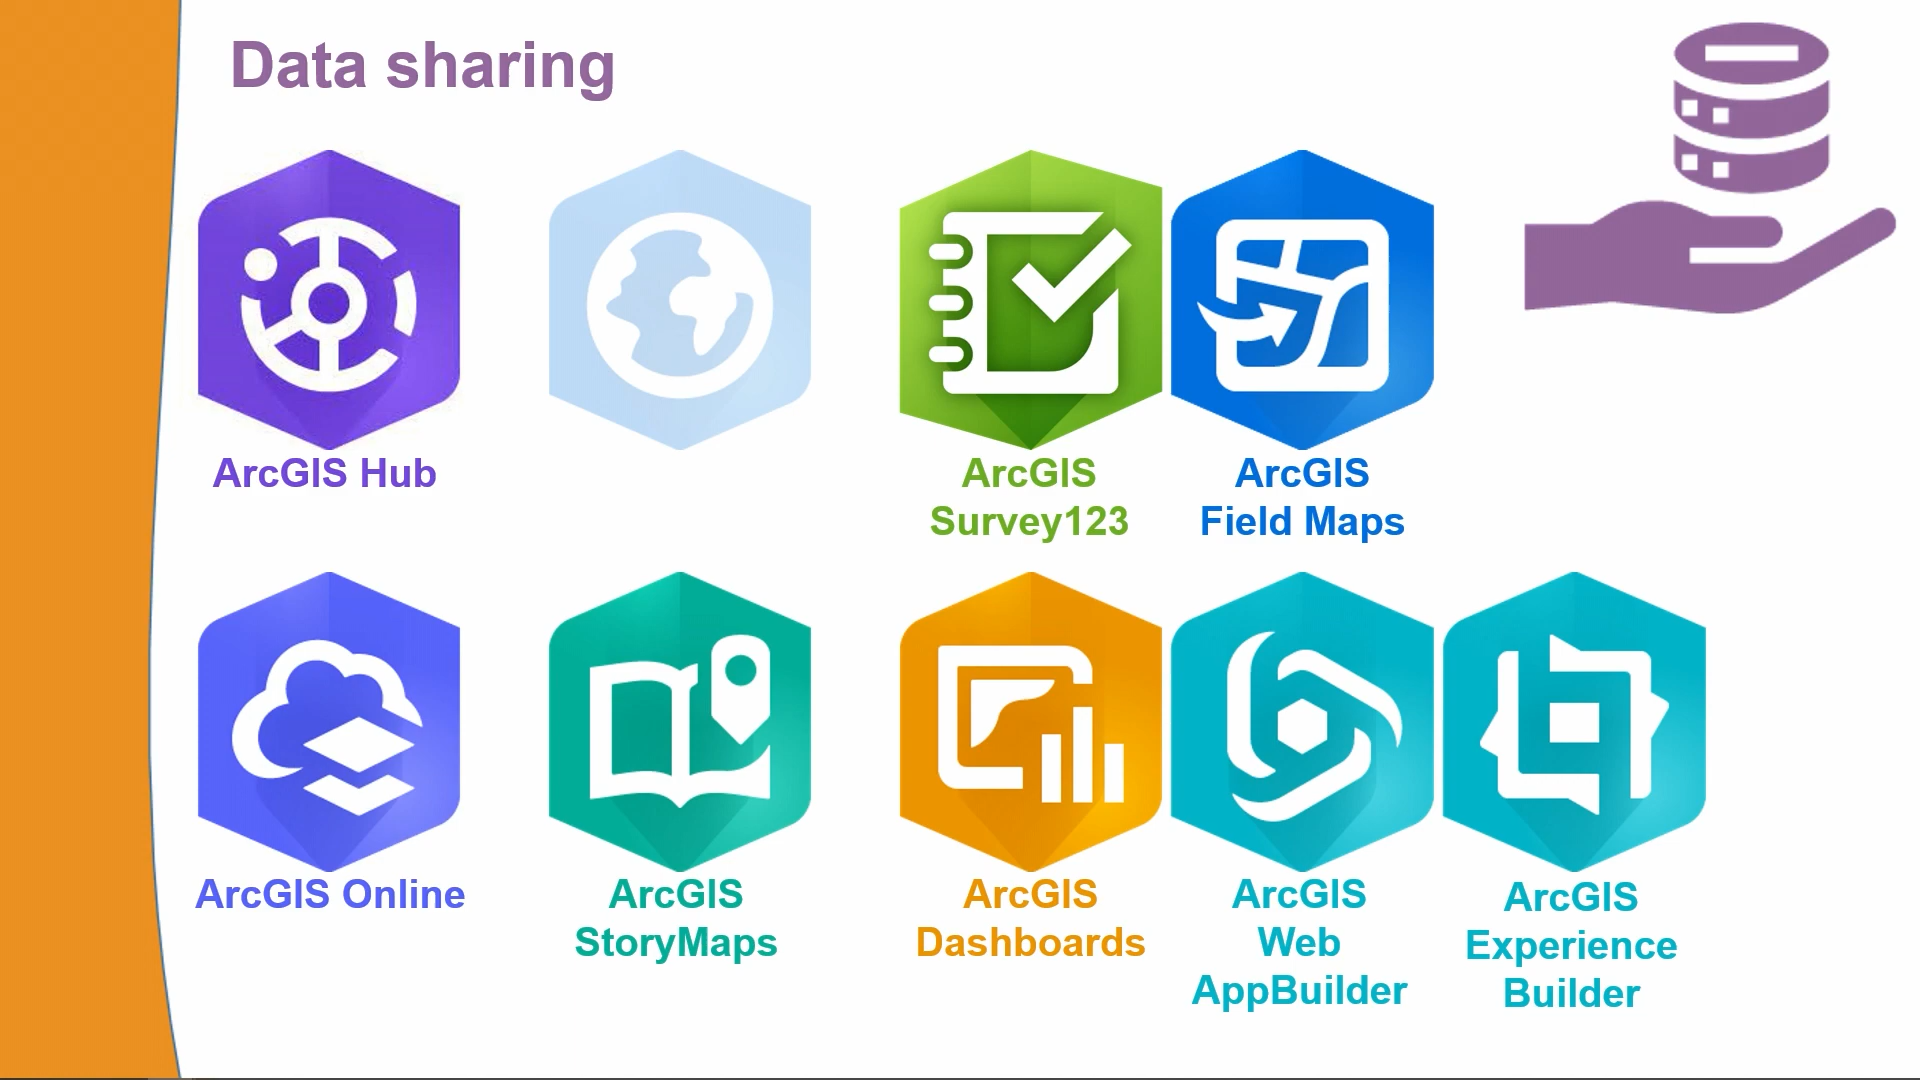 Data sharing
ArcGIS Hub
ArcGIS
Survey123
ArcGIS
Field Maps
ArcGIS Online
ArcGIS
StoryMaps
ArcGIS
Dashboards
ArcGIS
Web
AppBuilder
ArcGIS
Experience
Builder